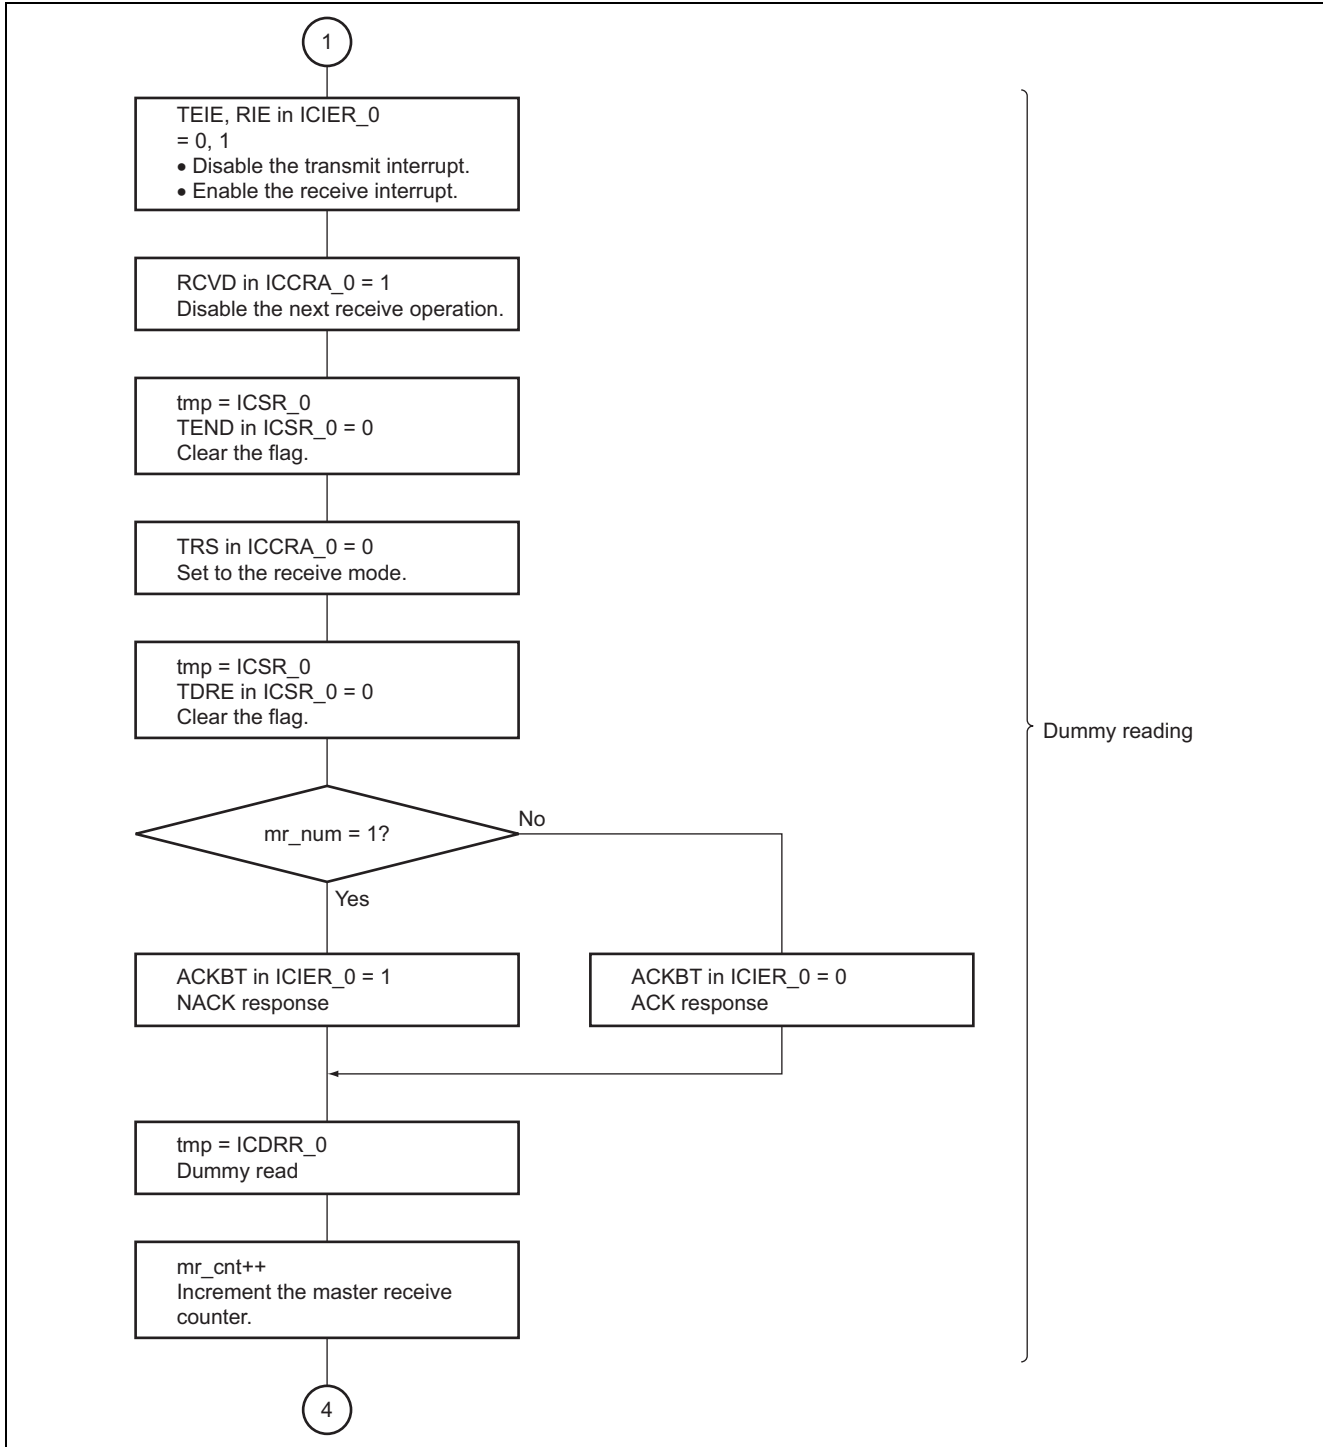 1
TEIE, RIE in ICIER_0
= 0, 1
• Disable the transmit interrupt.
• Enable the receive interrupt.
RCVD in ICCRA_0 = 1
Disable the next receive operation.
tmp = ICSR_0
TEND in ICSR_0 = 0
Clear the flag.
TRS in ICCRA_0 = 0
Set to the receive mode.
tmp = ICSR_0
TDRE in ICSR_0 = 0
Clear the flag.
Dummy reading
mr_num = 1?
No
Yes
ACKBT in ICIER_0 = 1
NACK response
ACKBT in ICIER_0 = 0
ACK response
tmp = ICDRR_0
Dummy read
mr_cnt++
Increment the master receive
counter.
4